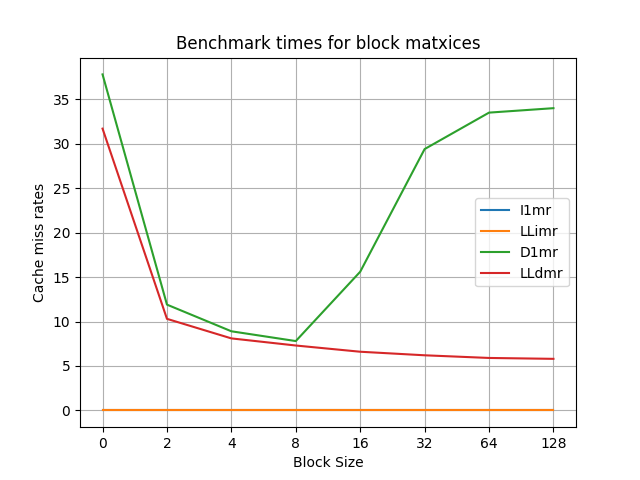 Benchmark times for block matxices
Cache miss rates
35
30
25
20
15
10
5
0
I1mr
LLimr
D1mr
LLdmr
0 2 4 8 16 32 64 128
Block Size